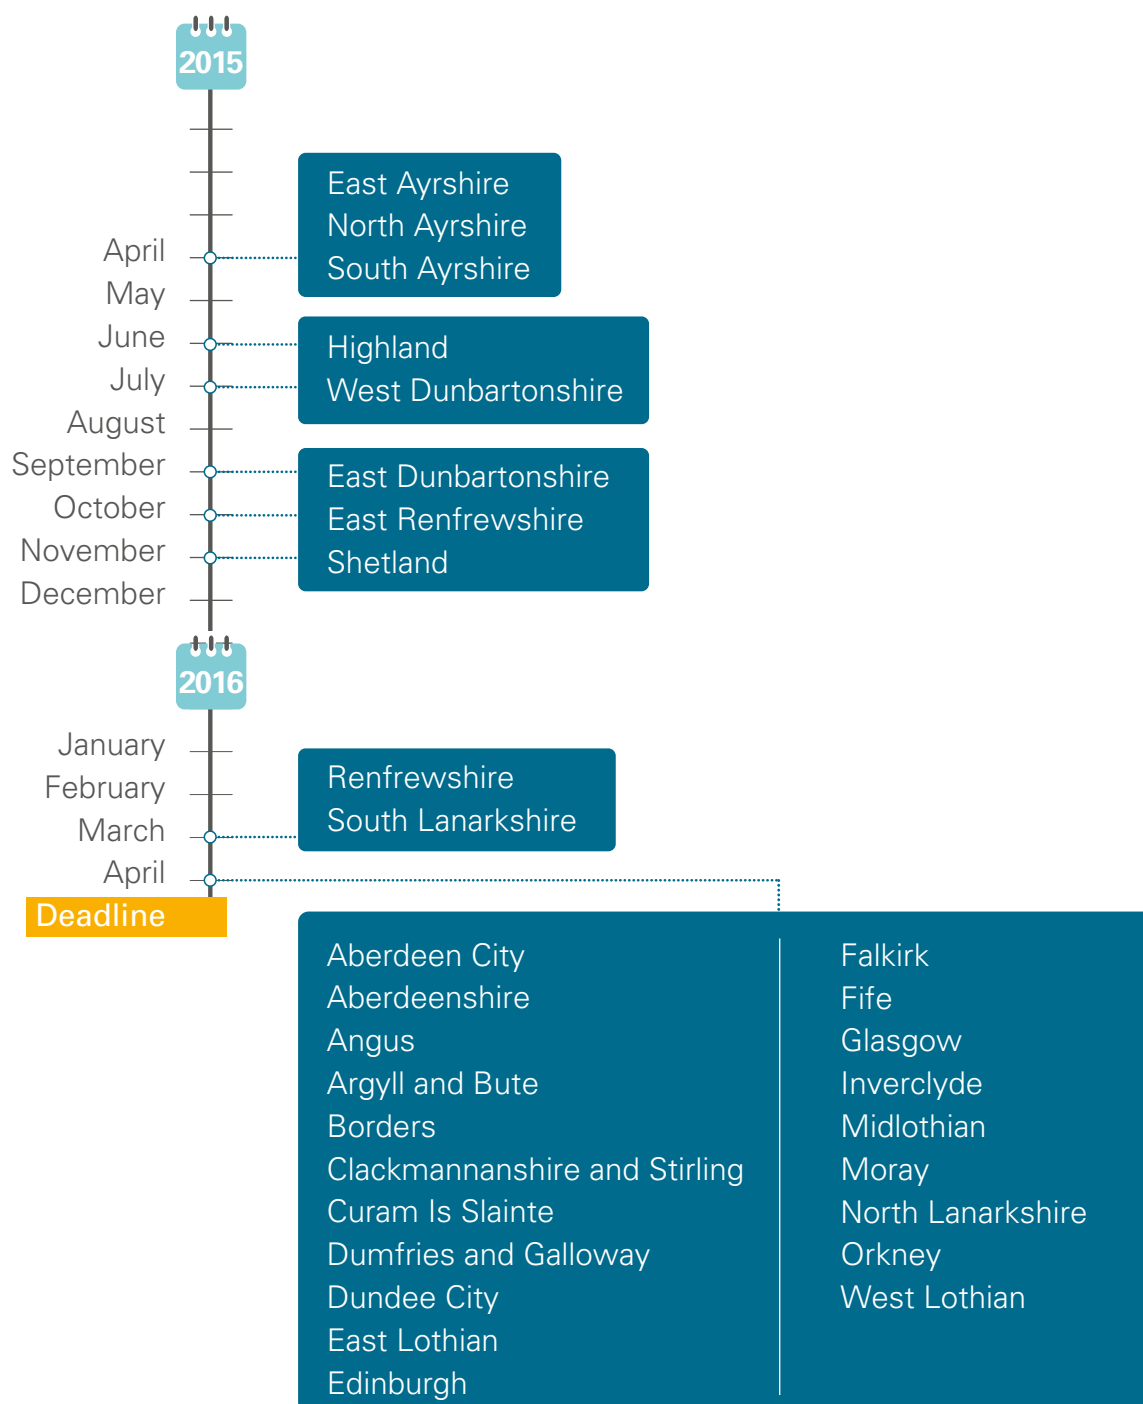 2015
April
May
June
July
August
September
October
November
December
East Ayrshire
North Ayrshire
South Ayrshire
Highland
West Dunbartonshire
East Dunbartonshire
East Renfrewshire
Shetland
2016
January
February
March
April
Deadline
Renfrewshire
South Lanarkshire
Aberdeen City
Aberdeenshire
Angus
Argyll and Bute
Borders
Clackmannanshire and Stirling
Curam Is Slainte
Dumfries and Galloway
Dundee City
East Lothian
Edinburgh
Falkirk
Fife
Glasgow
Inverclyde
Midlothian
Moray
North Lanarkshire
Orkney
West Lothian